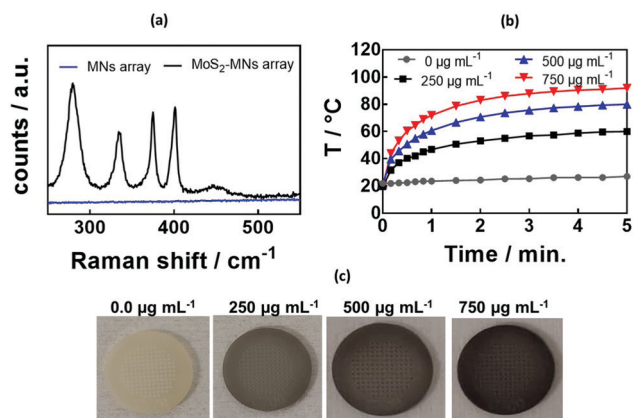 (a)
MNs array
MoS₂-MNs array
counts / a.u.
300
400
500
Raman shift / cm⁻¹
(b)
0 µg mL⁻¹
500 µg mL⁻¹
250 µg mL⁻¹
750 µg mL⁻¹
T / °C
120
100
80
60
40
20
0
0
1
2
3
4
5
Time / min.
(c)
0.0 µg mL⁻¹
250 µg mL⁻¹
500 µg mL⁻¹
750 µg mL⁻¹